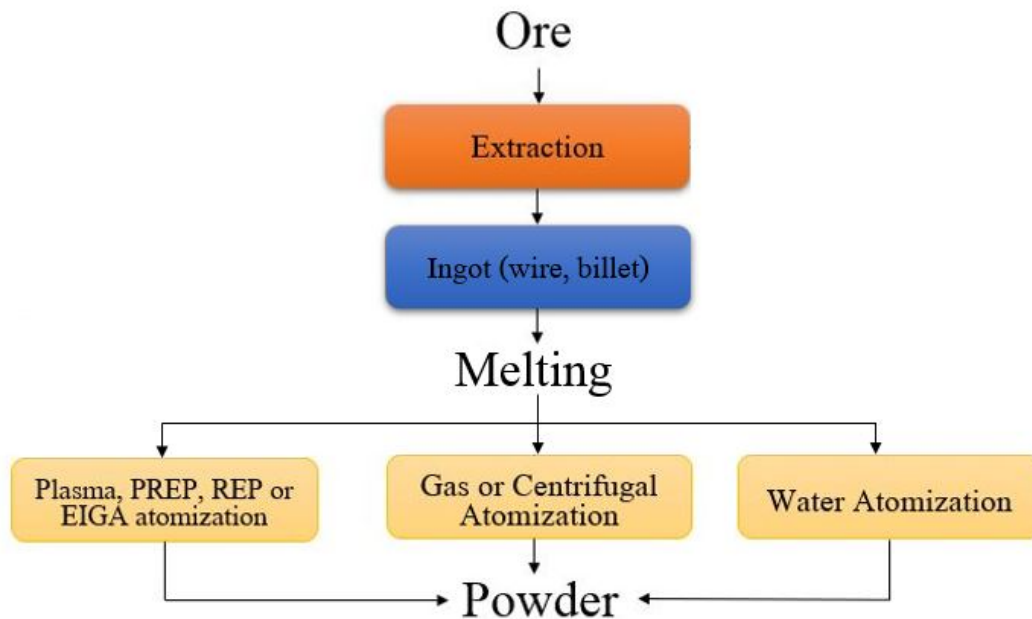 Ore
Extraction
Ingot (wire, billet)
Melting
Plasma, PREP, REP or
EIGA atomization
Gas or Centrifugal
Atomization
Water Atomization
Powder